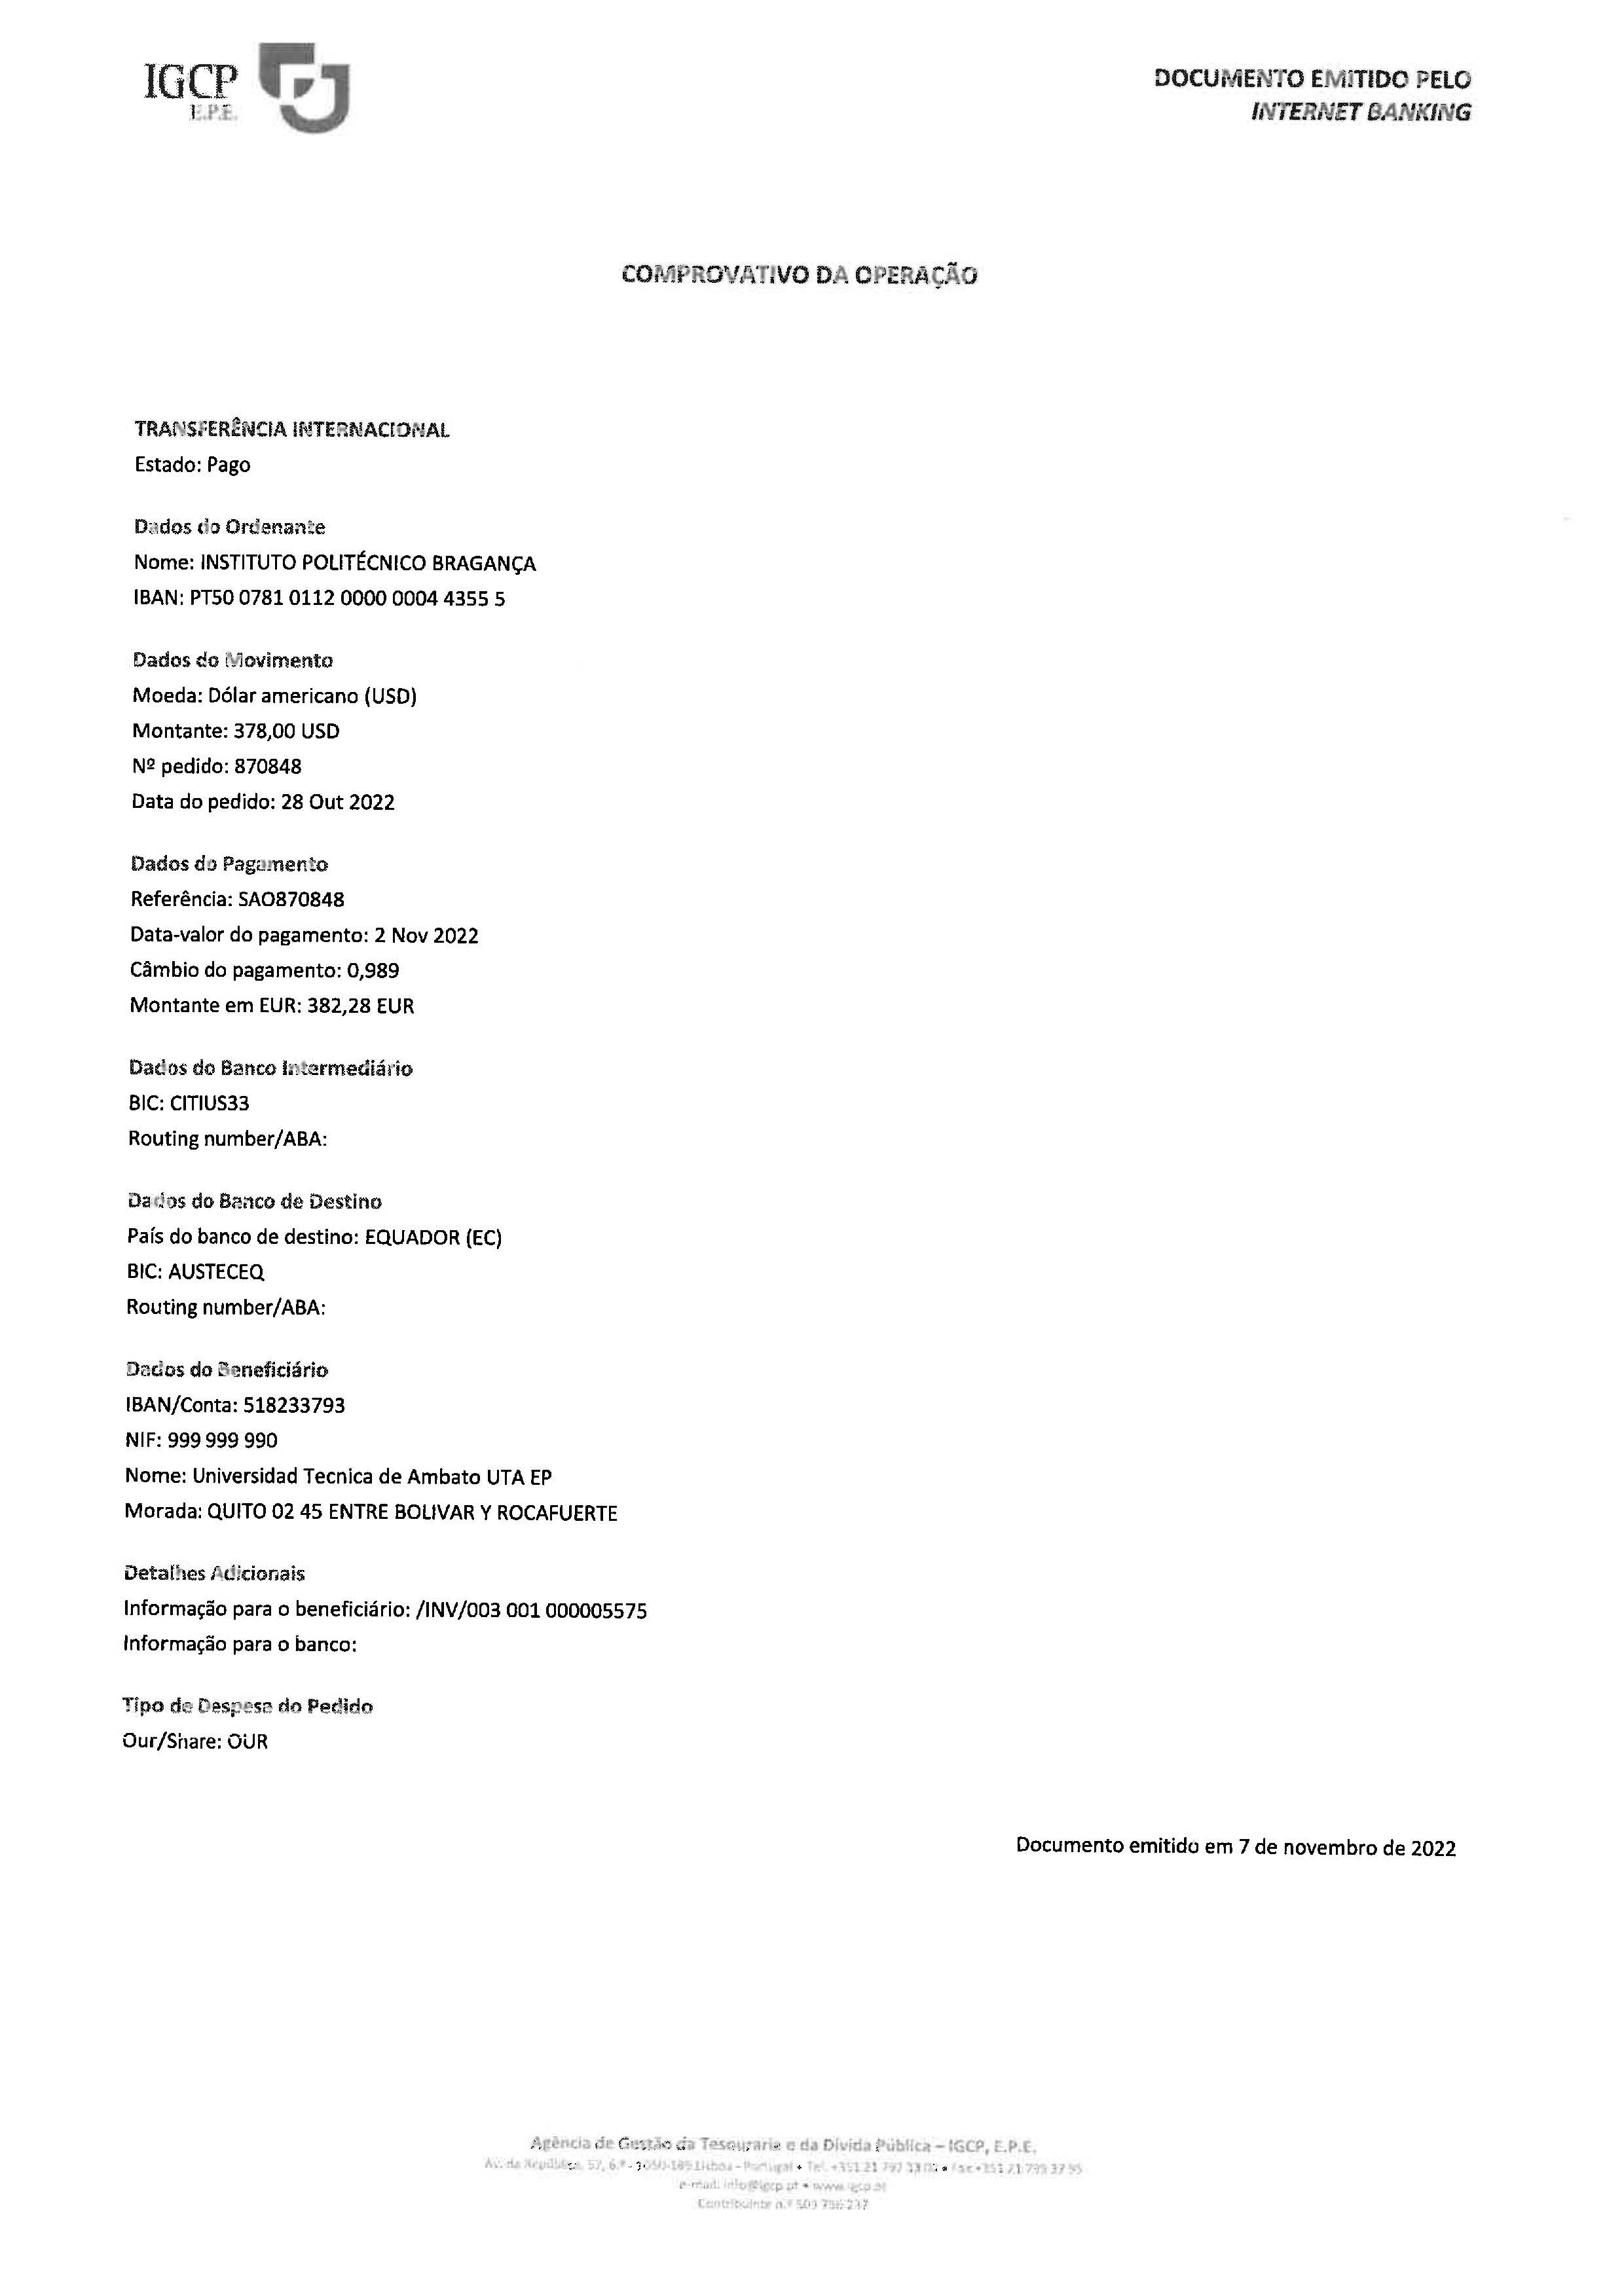 IGCP
E.P.E.
DOCUMENTO EMITIDO PELO
INTERNET BANKING
COMPROVATIVO DA OPERAÇÃO
TRANSFERÊNCIA INTERNACIONAL
Estado: Pago
Dados do Ordenante
Nome: INSTITUTO POLITÉCNICO BRAGANÇA
IBAN: PT50 0781 0112 0000 0004 4355 5
Dados do Movimento
Moeda: Dólar americano (USD)
Montante: 378,00 USD
Nº pedido: 870848
Data do pedido: 28 Out 2022
Dados do Pagamento
Referência: SAO870848
Data-valor do pagamento: 2 Nov 2022
Câmbio do pagamento: 0,989
Montante em EUR: 382,28 EUR
Dados do Banco Intermediário
BIC: CITIUS33
Routing number/ABA:
Dados do Banco de Destino
País do banco de destino: EQUADOR (EC)
BIC: AUSTECEQ
Routing number/ABA:
Dados do Beneficiário
IBAN/Conta: 518233793
NIF: 999 999 990
Nome: Universidad Tecnica de Ambato UTA EP
Morada: QUITO 02 45 ENTRE BOLIVAR Y ROCAFUERTE
Detalhes Adicionais
Informação para o beneficiário: /INV/003 001 000005575
Informação para o banco:
Tipo de Despesa do Pedido
Our/Share: OUR
Documento emitido em 7 de novembro de 2022
Agência de Gestão da Tesouraria e da Dívida Pública – IGCP, E.P.E.
Av. da República, 57, 6.º - 1050-189 Lisboa – Portugal • Tel. +351 21 792 33 00 • Fax +351 21 799 37 95
e-mail: info@igcp.pt • www.igcp.pt
Contribuinte n.º 503 756 237